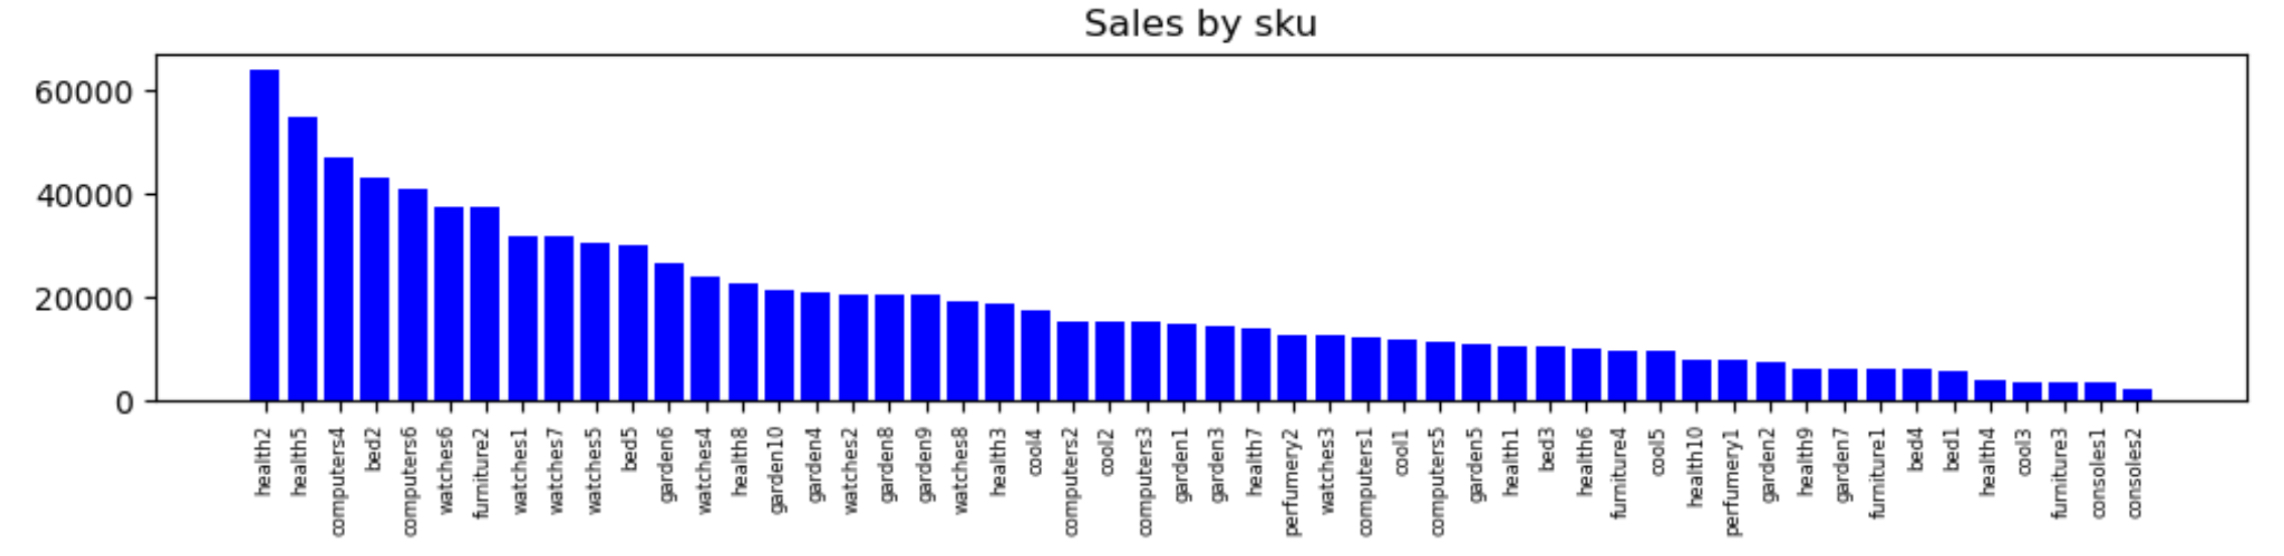 Sales by sku
60000
40000
20000
0
health2
health5
computers4
bed2
computers6
watches6
furniture2
watches1
watches7
watches5
bed5
garden6
watches4
health8
garden10
garden4
watches2
garden8
garden9
watches8
health3
cool4
computers2
cool2
computers3
garden1
garden3
health7
perfumery2
watches3
computers1
cool1
computers5
garden5
health1
bed3
health6
furniture4
cool5
health10
perfumery1
garden2
health9
garden7
furniture1
bed4
bed1
health4
cool3
furniture3
consoles1
consoles2